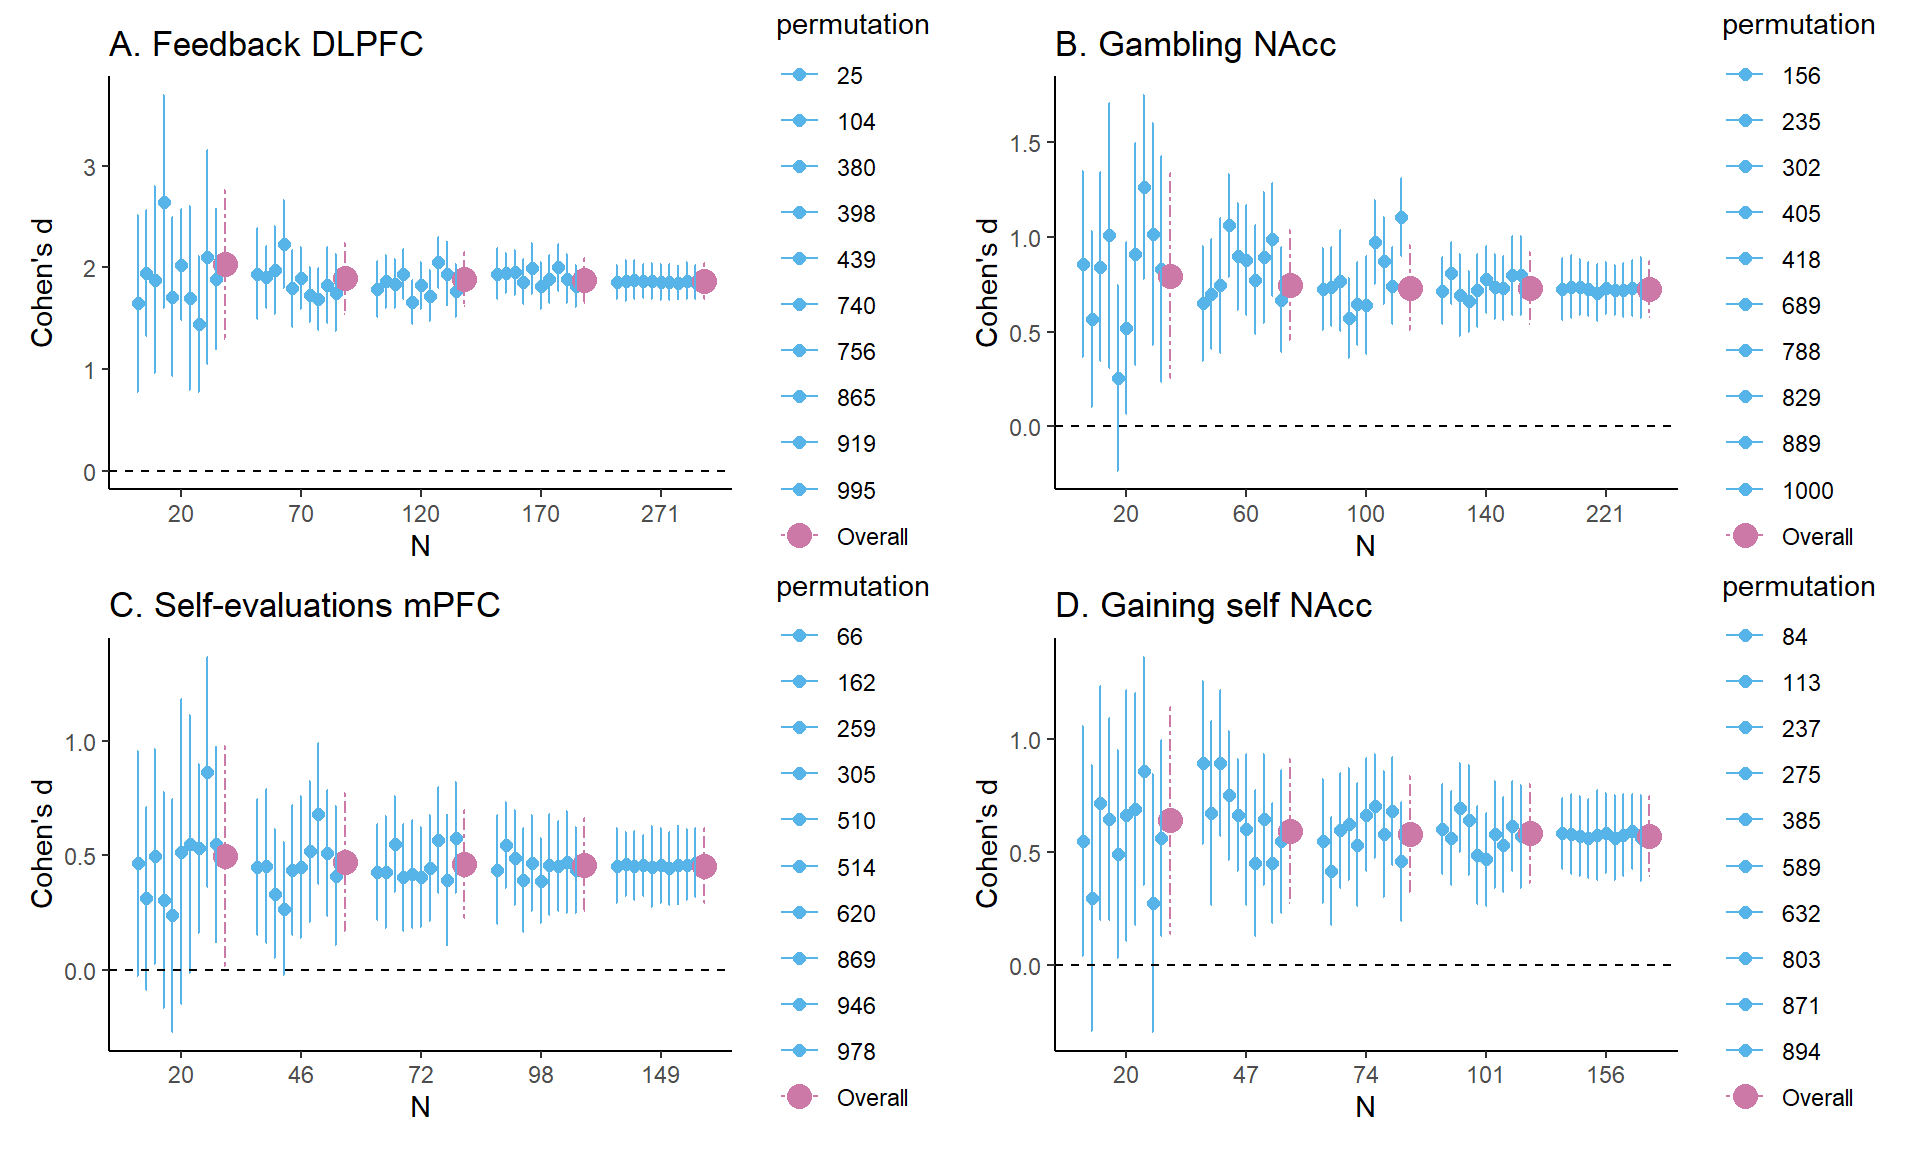 A. Feedback DLPFC
Cohen's d
3
2
1
0
20 70 120 170 271
N
permutation
25
104
380
398
439
740
756
865
919
995
Overall
B. Gambling NAcc
Cohen's d
1.5
1.0
0.5
0.0
20 60 100 140 221
N
permutation
156
235
302
405
418
689
788
829
889
1000
Overall
C. Self-evaluations mPFC
Cohen's d
1.0
0.5
0.0
20 46 72 98 149
N
permutation
66
162
259
305
510
514
620
869
946
978
Overall
D. Gaining self NAcc
Cohen's d
1.0
0.5
0.0
20 47 74 101 156
N
permutation
84
113
237
275
385
589
632
803
871
894
Overall